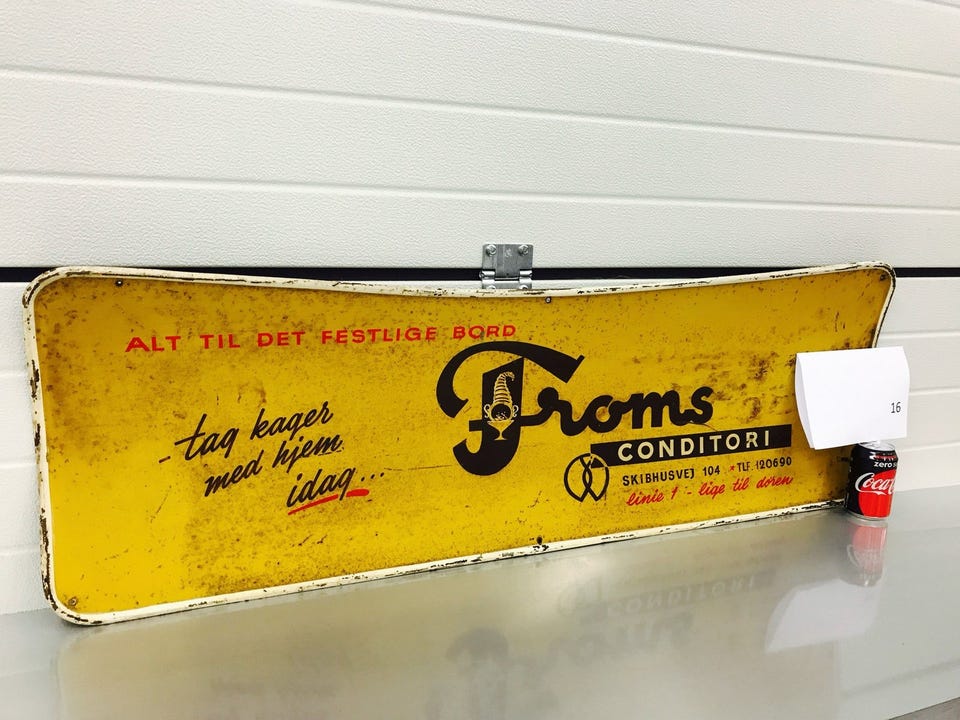 ALT TIL DET FESTLIGE BORD
- tag kager
med hjem
idag...
Froms
CONDITORI
SKIBHUSVEJ 104 * TLF. 120690
linie 1 - lige til døren
16
zero
Coca